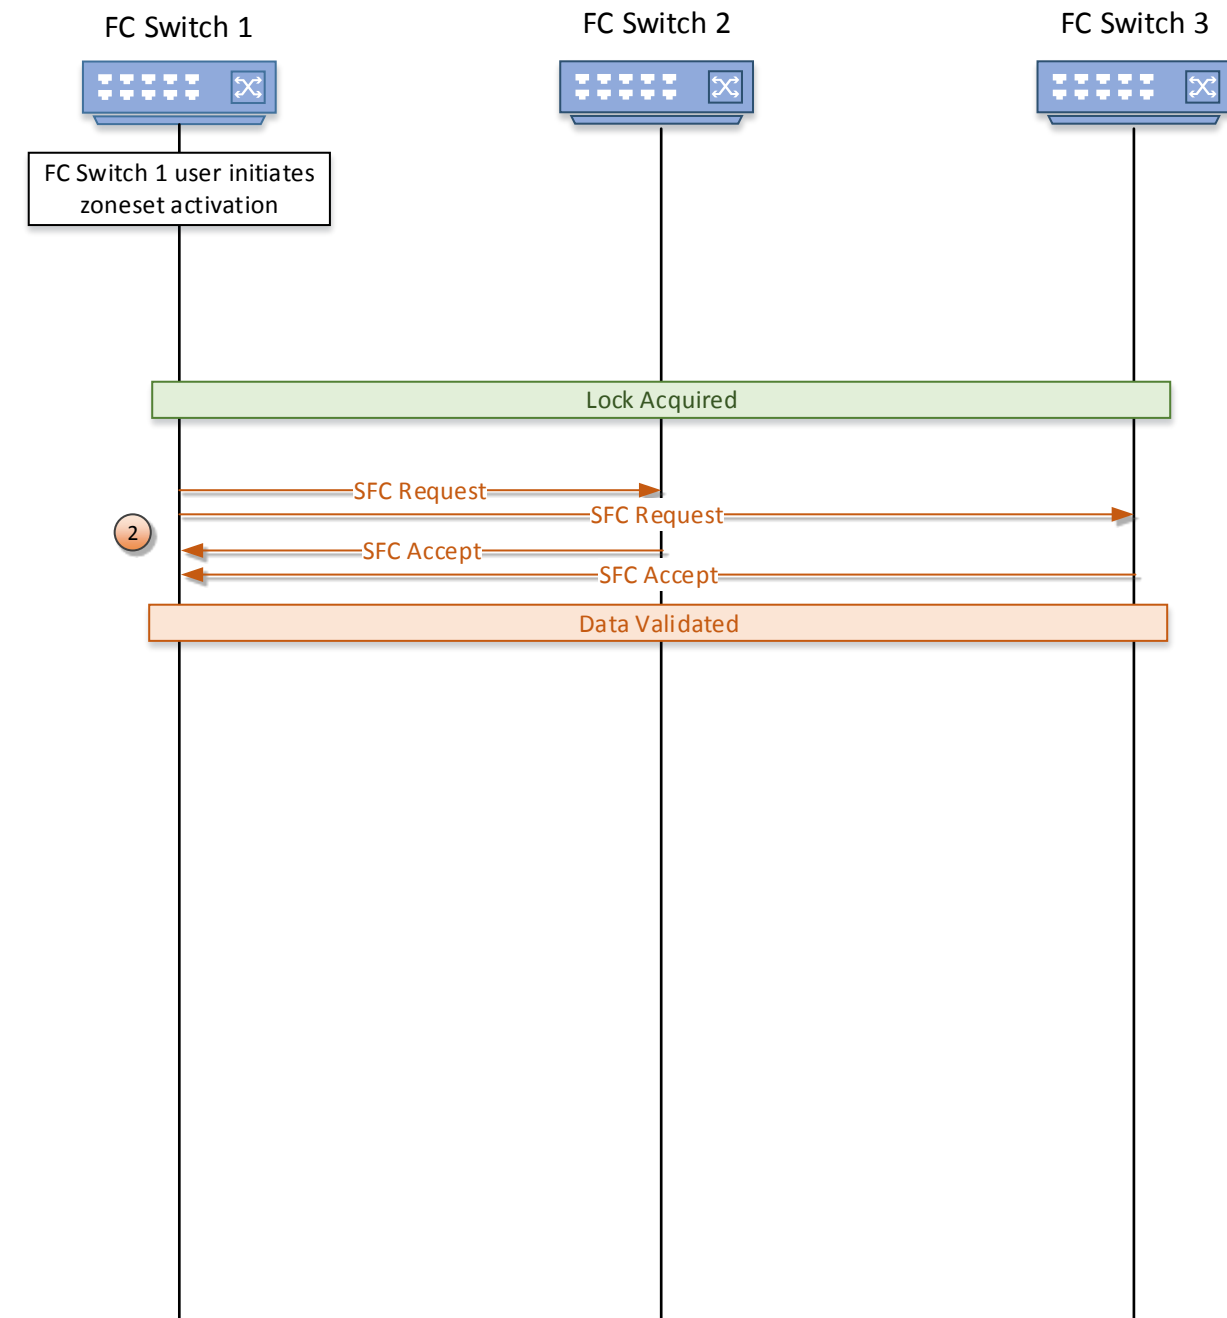 FC Switch 1
FC Switch 2
FC Switch 3
FC Switch 1 user initiates
zoneset activation
Lock Acquired
SFC Request
SFC Request
2
SFC Accept
SFC Accept
Data Validated